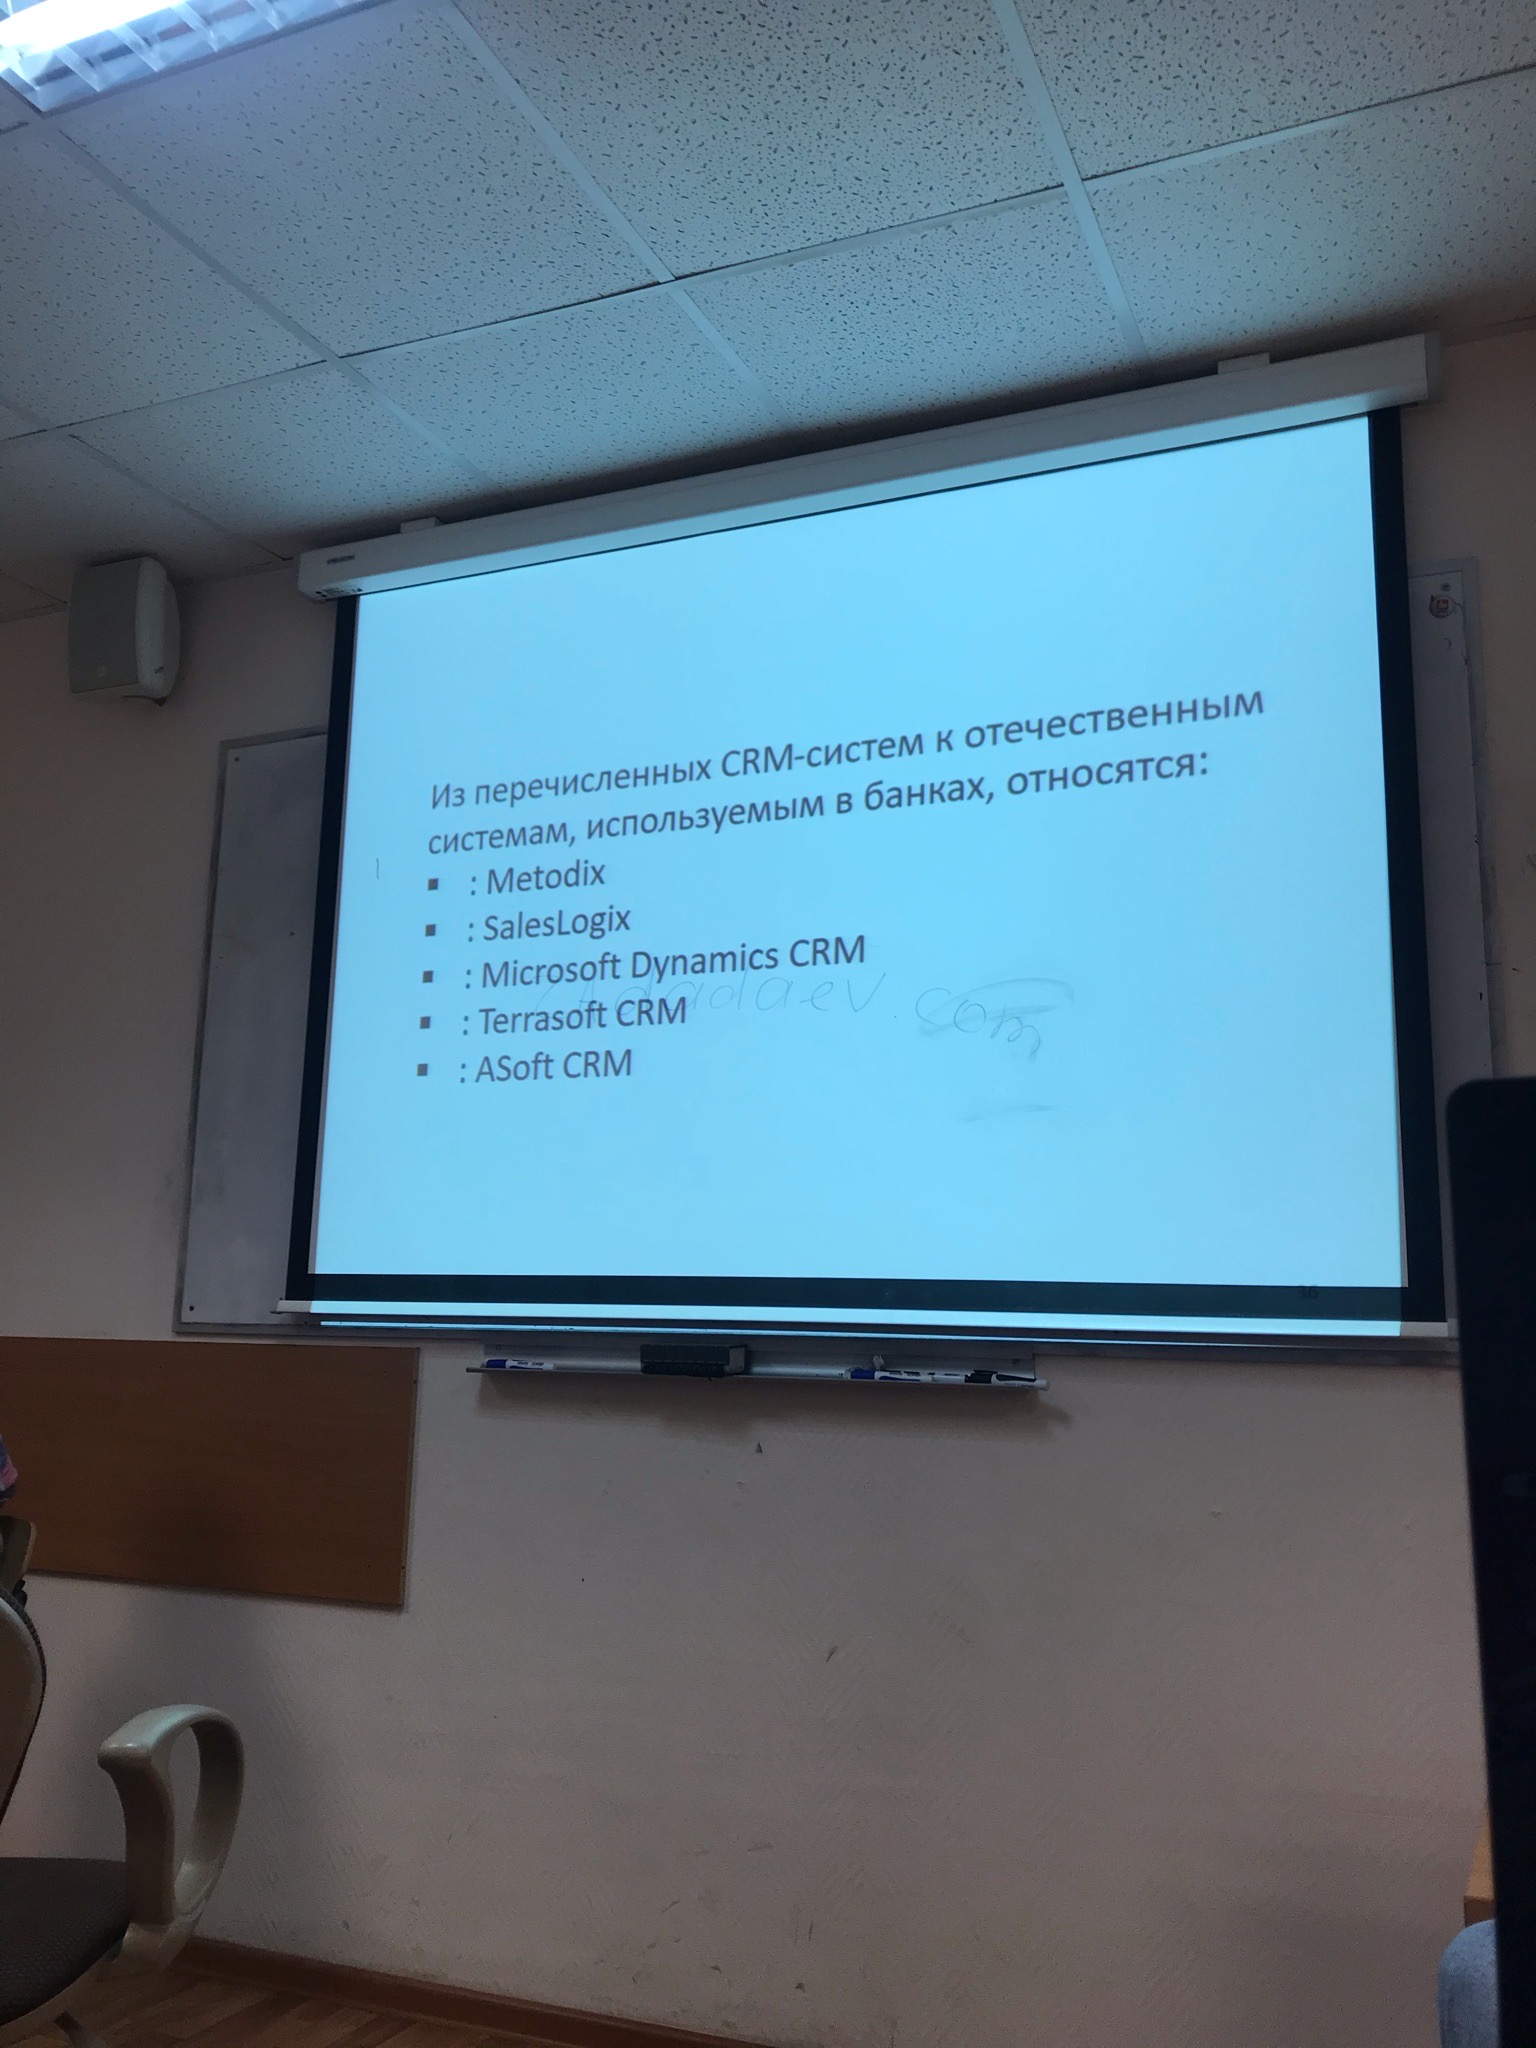 Из перечисленных CRM-систем к отечественным
системам, используемым в банках, относятся:
▪ : Metodix
▪ : SalesLogix
▪ : Microsoft Dynamics CRM
▪ : Terrasoft CRM
▪ : ASoft CRM
.com
36